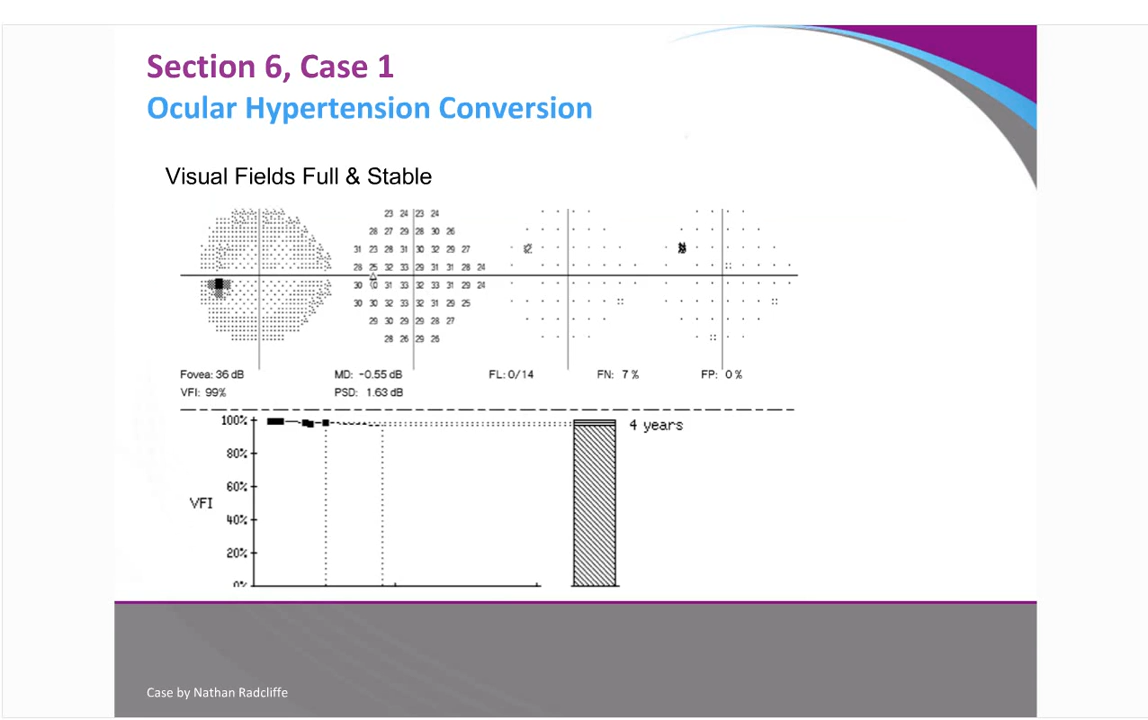 Section 6, Case 1
Ocular Hypertension Conversion
Visual Fields Full & Stable
23 24 23 24
28 27 29 28 30 26
31 23 28 31 30 32 29 27
28 25 32 33 29 31 31 28 24
30 (0 31 33 32 33 31 29 24
30 30 32 33 32 31 29 25
29 30 29 29 28 27
28 26 29 26
Fovea: 36 dB MD: -0.55 dB FL: 0/14 FN: 7 % FP: 0 %
VFI: 99% PSD: 1.63 dB
100%
4 years
80%
60%
VFI
40%
20%
0%
Case by Nathan Radcliffe